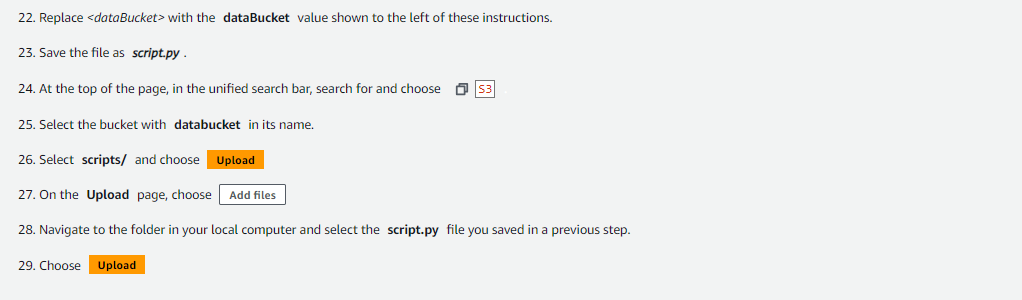 22. Replace <dataBucket> with the dataBucket value shown to the left of these instructions.
23. Save the file as script.py .
24. At the top of the page, in the unified search bar, search for and choose S3
25. Select the bucket with databucket in its name.
26. Select scripts/ and choose Upload
27. On the Upload page, choose Add files
28. Navigate to the folder in your local computer and select the script.py file you saved in a previous step.
29. Choose Upload